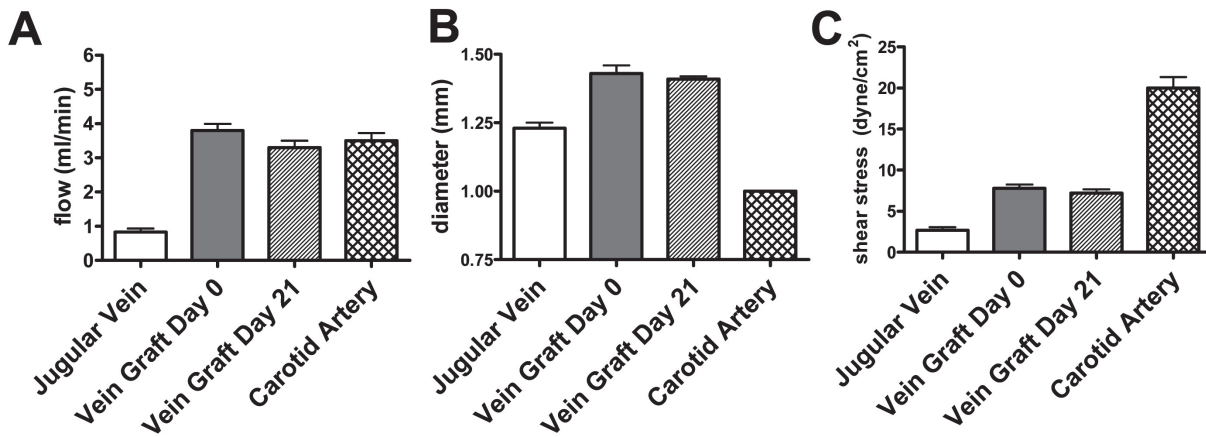 A
flow (ml/min)
6
5
4
3
2
1
0
Jugular Vein
Vein Graft Day 0
Vein Graft Day 21
Carotid Artery
B
diameter (mm)
1.50
1.25
1.00
0.75
Jugular Vein
Vein Graft Day 0
Vein Graft Day 21
Carotid Artery
C
shear stress (dyne/cm²)
25
20
15
10
5
0
Jugular Vein
Vein Graft Day 0
Vein Graft Day 21
Carotid Artery